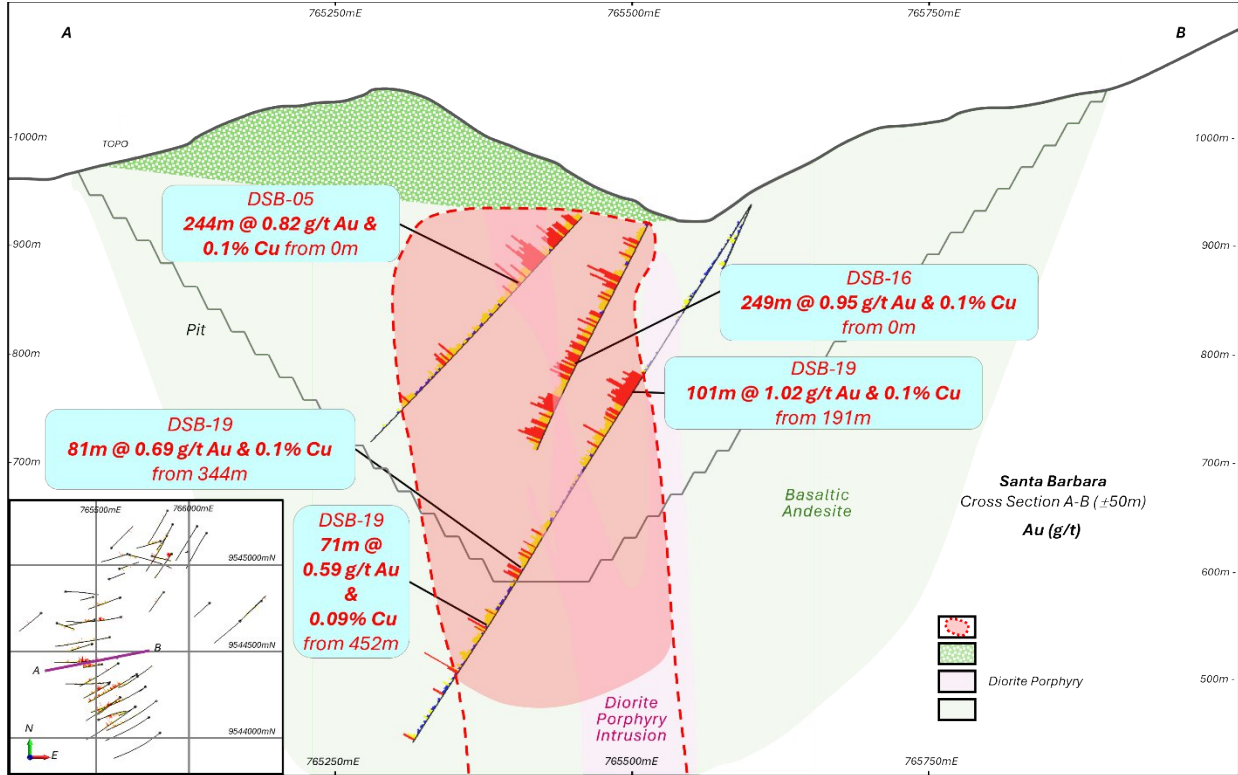 765250mE
765500mE
765750mE
A
B
-1000m
1000m -
TOPO
DSB-05
244m @ 0.82 g/t Au &
0.1% Cu from 0m
-900m
900m -
DSB-16
249m @ 0.95 g/t Au & 0.1% Cu
from 0m
Pit
-800m
800m -
DSB-19
101m @ 1.02 g/t Au & 0.1% Cu
from 191m
DSB-19
81m @ 0.69 g/t Au & 0.1% Cu
from 344m
-700m
700m -
Basaltic
Andesite
Santa Barbara
Cross Section A-B (±50m)
Au (g/t)
DSB-19
71m @
0.59 g/t Au
&
0.09% Cu
from 452m
600m -
500m -
Diorite Porphyry
Diorite
Porphyry
Intrusion
765500mE
766000mE
9545000mN
9544500mN
A
B
9544000mN
N
E
765250mE
765500mE
765750mE